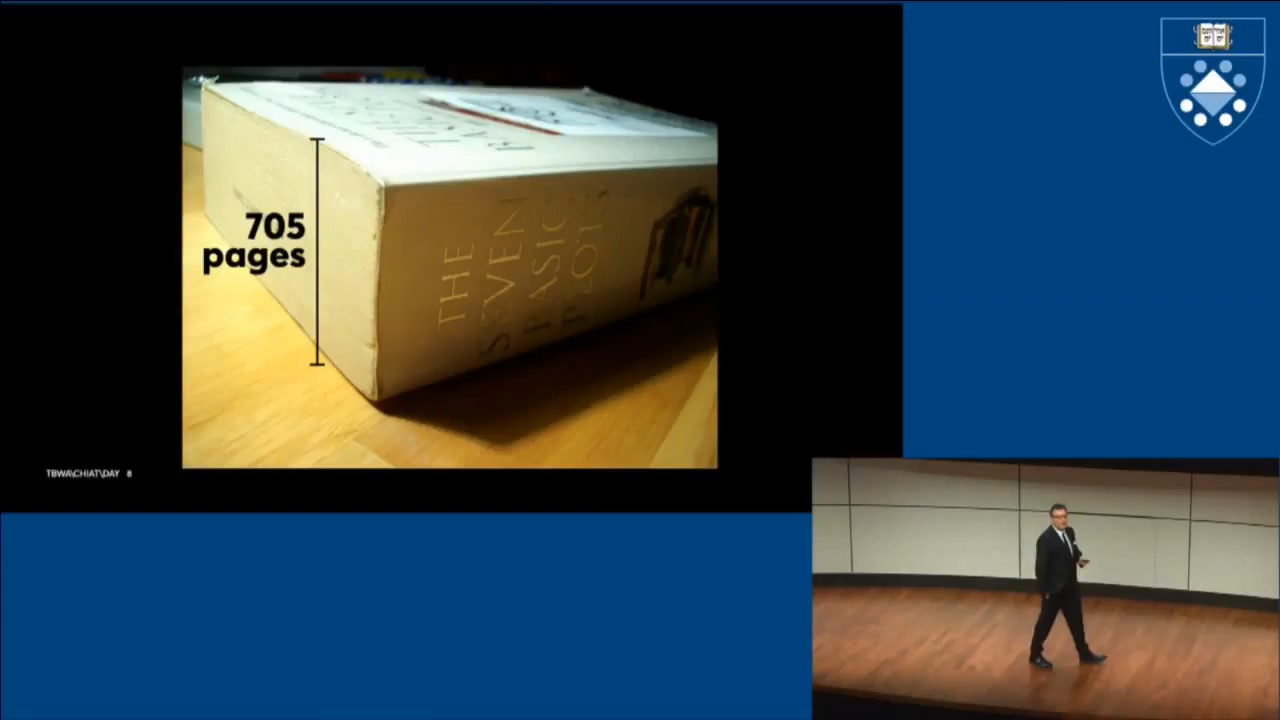 705
pages
THE
SEVEN
BASIC
PLOTS
TBWA\CHIAT\DAY 8